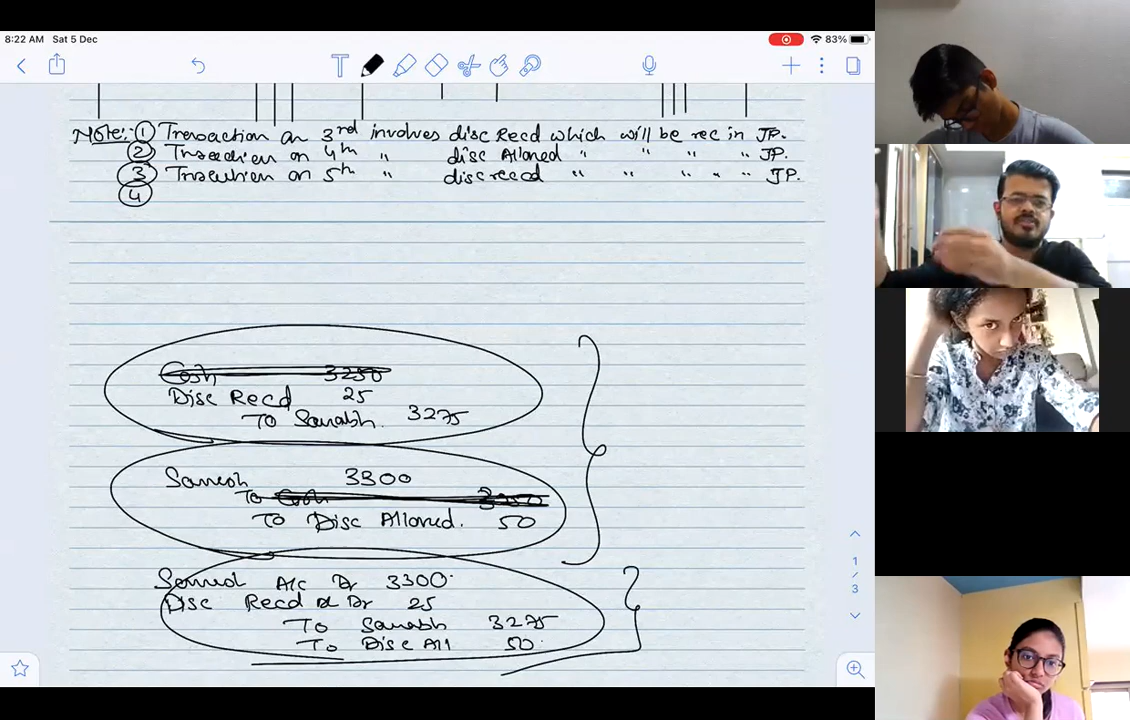 8:22 AM Sat 5 Dec 83%
Note:- 1 Transaction on 3rd involves disc Recd which will be rec in JP.
2 Transaction on 4th " disc Allowed " " " " JP.
3 Transaction on 5th " disc recd " " " " " JP.
4
Cash 3250
Disc Recd 25
To Saurabh. 3275
3300
To Cash
To Disc Allowed. 50
A/c Dr 3300
Disc Recd Dr 25
To Saurabh 3275
To Disc All 50
1
/
3